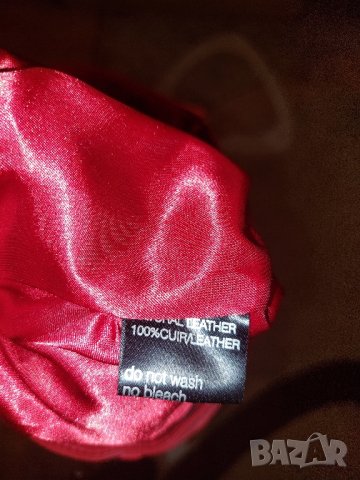 LEATHER
100%CUIR/LEATHER
do not wash
no bleach
BAZAR